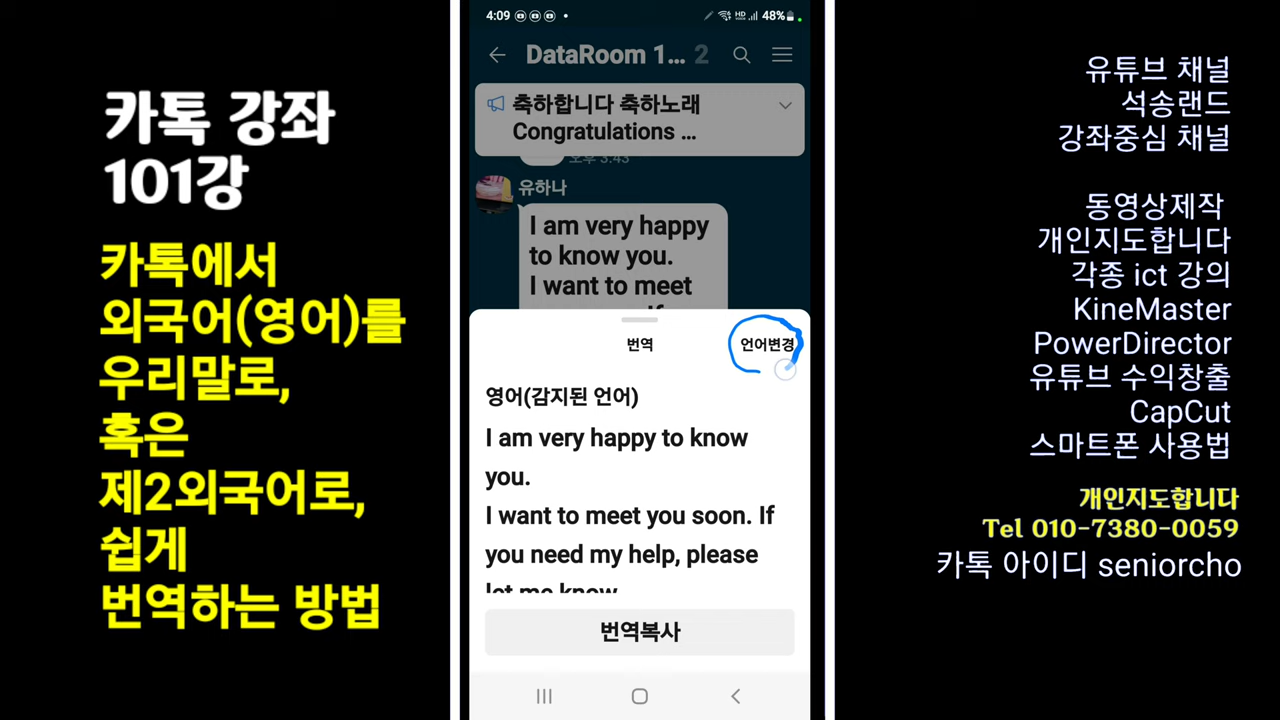 카톡 강좌
101강
카톡에서
외국어(영어)를
우리말로,
혹은
제2외국어로,
쉽게
번역하는 방법
4:09
HD
48%
DataRoom 1... 2
축하합니다 축하노래
Congratulations ...
오후 3:43
유하나
I am very happy
to know you.
I want to meet
번역
언어변경
영어(감지된 언어)
I am very happy to know
you.
I want to meet you soon. If
you need my help, please
let me know
번역복사
유튜브 채널
석송랜드
강좌중심 채널
동영상제작
개인지도합니다
각종 ict 강의
KineMaster
PowerDirector
유튜브 수익창출
CapCut
스마트폰 사용법
개인지도합니다
Tel 010-7380-0059
카톡 아이디 seniorcho